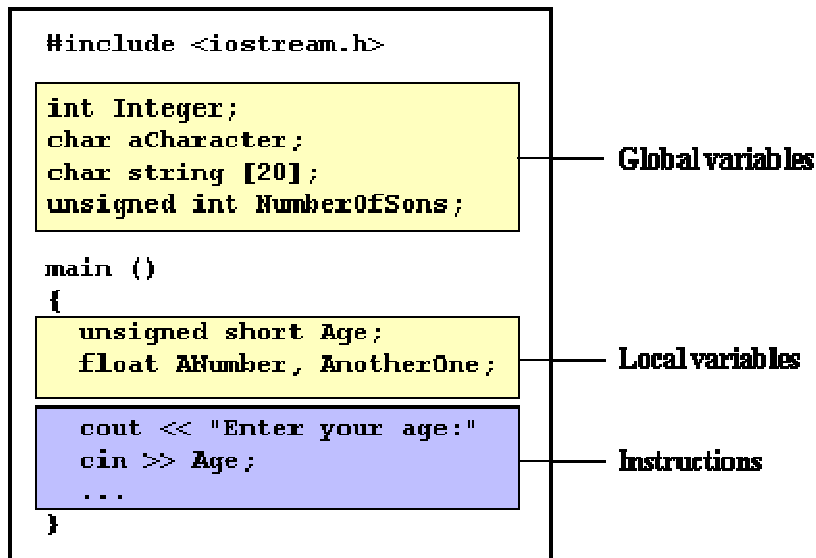 #include <iostream.h>
int Integer;
char aCharacter;
char string [20];
unsigned int NumberOfSons;
Global variables
main ()
{
unsigned short Age;
float ANumber, AnotherOne;
Local variables
cout << "Enter your age:"
cin >> Age;
...
Instructions
}